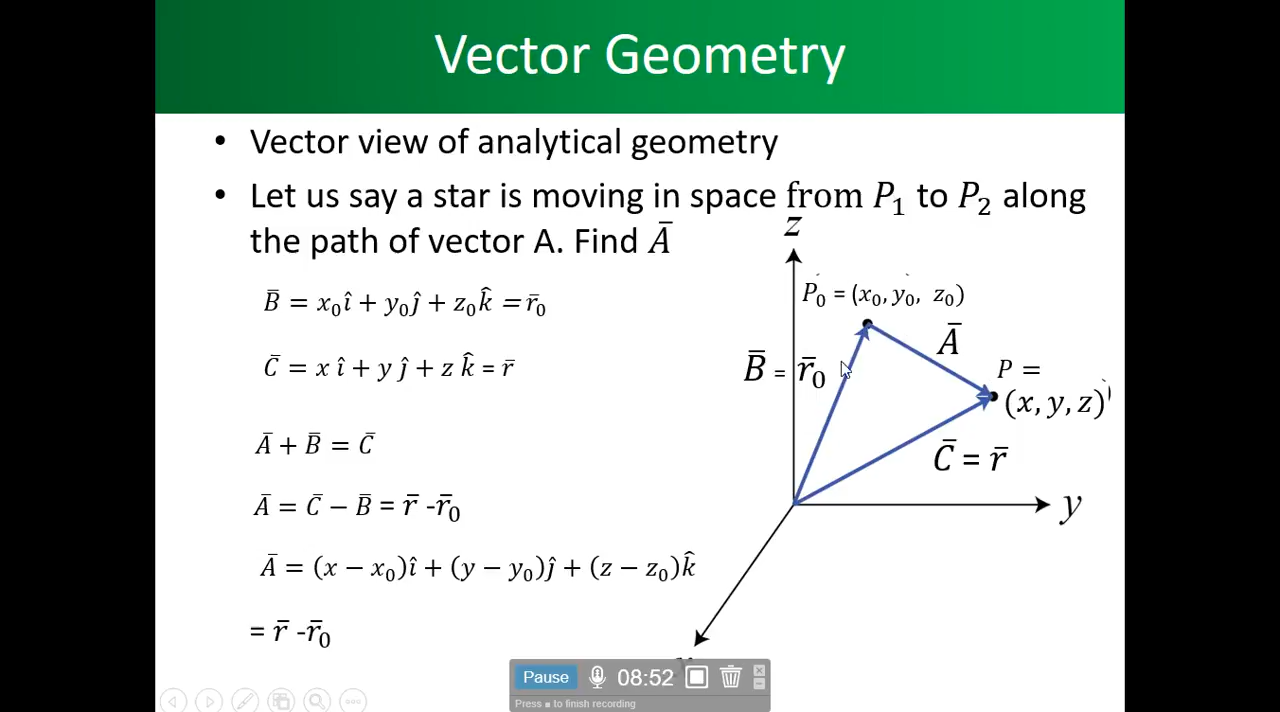 Vector Geometry
• Vector view of analytical geometry
• Let us say a star is moving in space from P₁ to P₂ along
the path of vector A. Find A̅
z
B̅ = x₀î + y₀ĵ + z₀k̂ = r̅₀
P₀ = (x₀, y₀, z₀)
A̅
C̅ = x î + y ĵ + z k̂ = r̅
B̅ = r̅₀
P =
(x, y, z)
A̅ + B̅ = C̅
C̅ = r̅
A̅ = C̅ − B̅ = r̅ -r̅₀
y
A̅ = (x − x₀)î + (y − y₀)ĵ + (z − z₀)k̂
= r̅ -r̅₀
Pause 08:52
Press ■ to finish recording